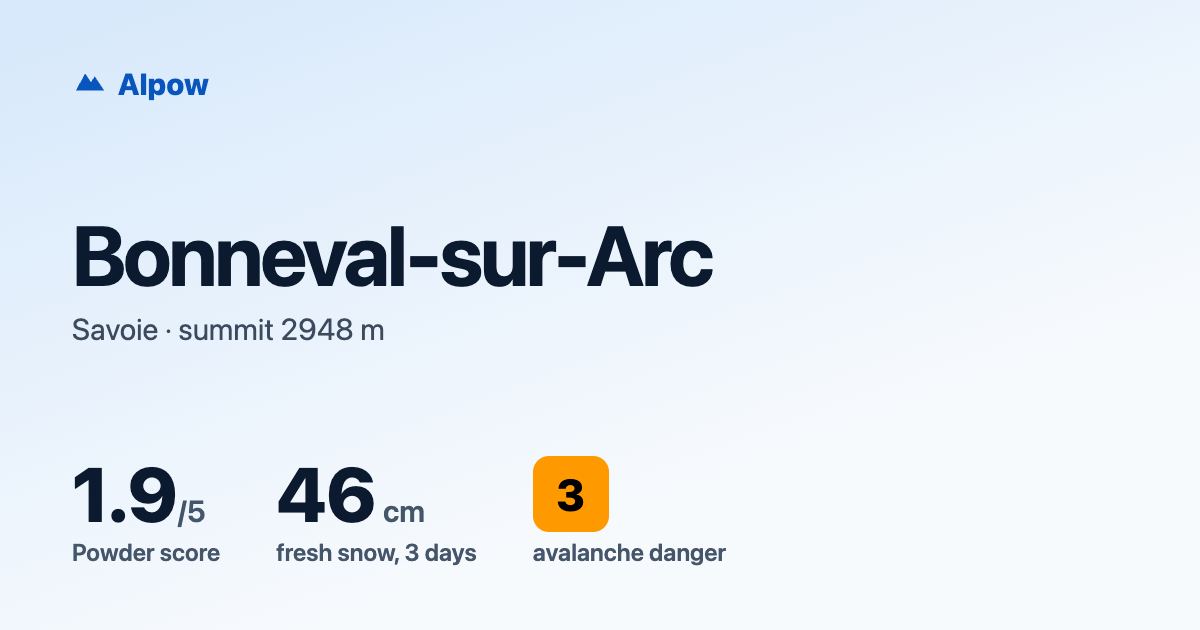 Alpow
Bonneval-sur-Arc
Savoie · summit 2948 m
1.9/5
Powder score
46 cm
fresh snow, 3 days
3
avalanche danger